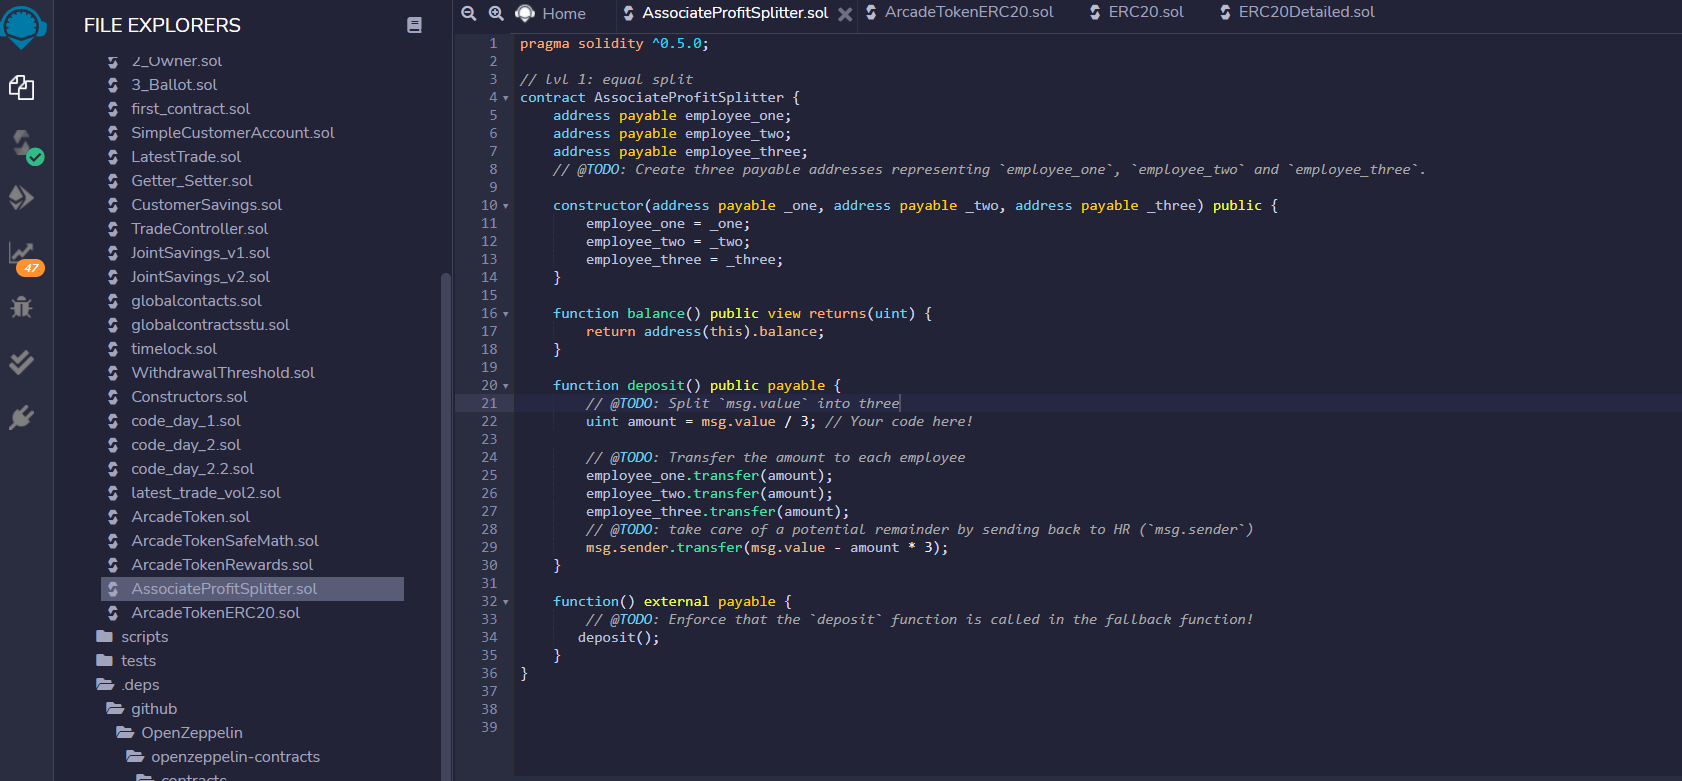 FILE EXPLORERS
2_Owner.sol
3_Ballot.sol
first_contract.sol
SimpleCustomerAccount.sol
LatestTrade.sol
Getter_Setter.sol
CustomerSavings.sol
TradeController.sol
JointSavings_v1.sol
JointSavings_v2.sol
globalcontacts.sol
globalcontractsstu.sol
timelock.sol
WithdrawalThreshold.sol
Constructors.sol
code_day_1.sol
code_day_2.sol
code_day_2.2.sol
latest_trade_vol2.sol
ArcadeToken.sol
ArcadeTokenSafeMath.sol
ArcadeTokenRewards.sol
AssociateProfitSplitter.sol
ArcadeTokenERC20.sol
scripts
tests
.deps
github
OpenZeppelin
openzeppelin-contracts
contracts
47
Home AssociateProfitSplitter.sol ArcadeTokenERC20.sol ERC20.sol ERC20Detailed.sol
1 pragma solidity ^0.5.0;
2
3 // lvl 1: equal split
4 contract AssociateProfitSplitter {
5 address payable employee_one;
6 address payable employee_two;
7 address payable employee_three;
8 // @TODO: Create three payable addresses representing `employee_one`, `employee_two` and `employee_three`.
9
10 constructor(address payable _one, address payable _two, address payable _three) public {
11 employee_one = _one;
12 employee_two = _two;
13 employee_three = _three;
14 }
15
16 function balance() public view returns(uint) {
17 return address(this).balance;
18 }
19
20 function deposit() public payable {
21 // @TODO: Split `msg.value` into three
22 uint amount = msg.value / 3; // Your code here!
23
24 // @TODO: Transfer the amount to each employee
25 employee_one.transfer(amount);
26 employee_two.transfer(amount);
27 employee_three.transfer(amount);
28 // @TODO: take care of a potential remainder by sending back to HR (`msg.sender`)
29 msg.sender.transfer(msg.value - amount * 3);
30 }
31
32 function() external payable {
33 // @TODO: Enforce that the `deposit` function is called in the fallback function!
34 deposit();
35 }
36 }
37
38
39